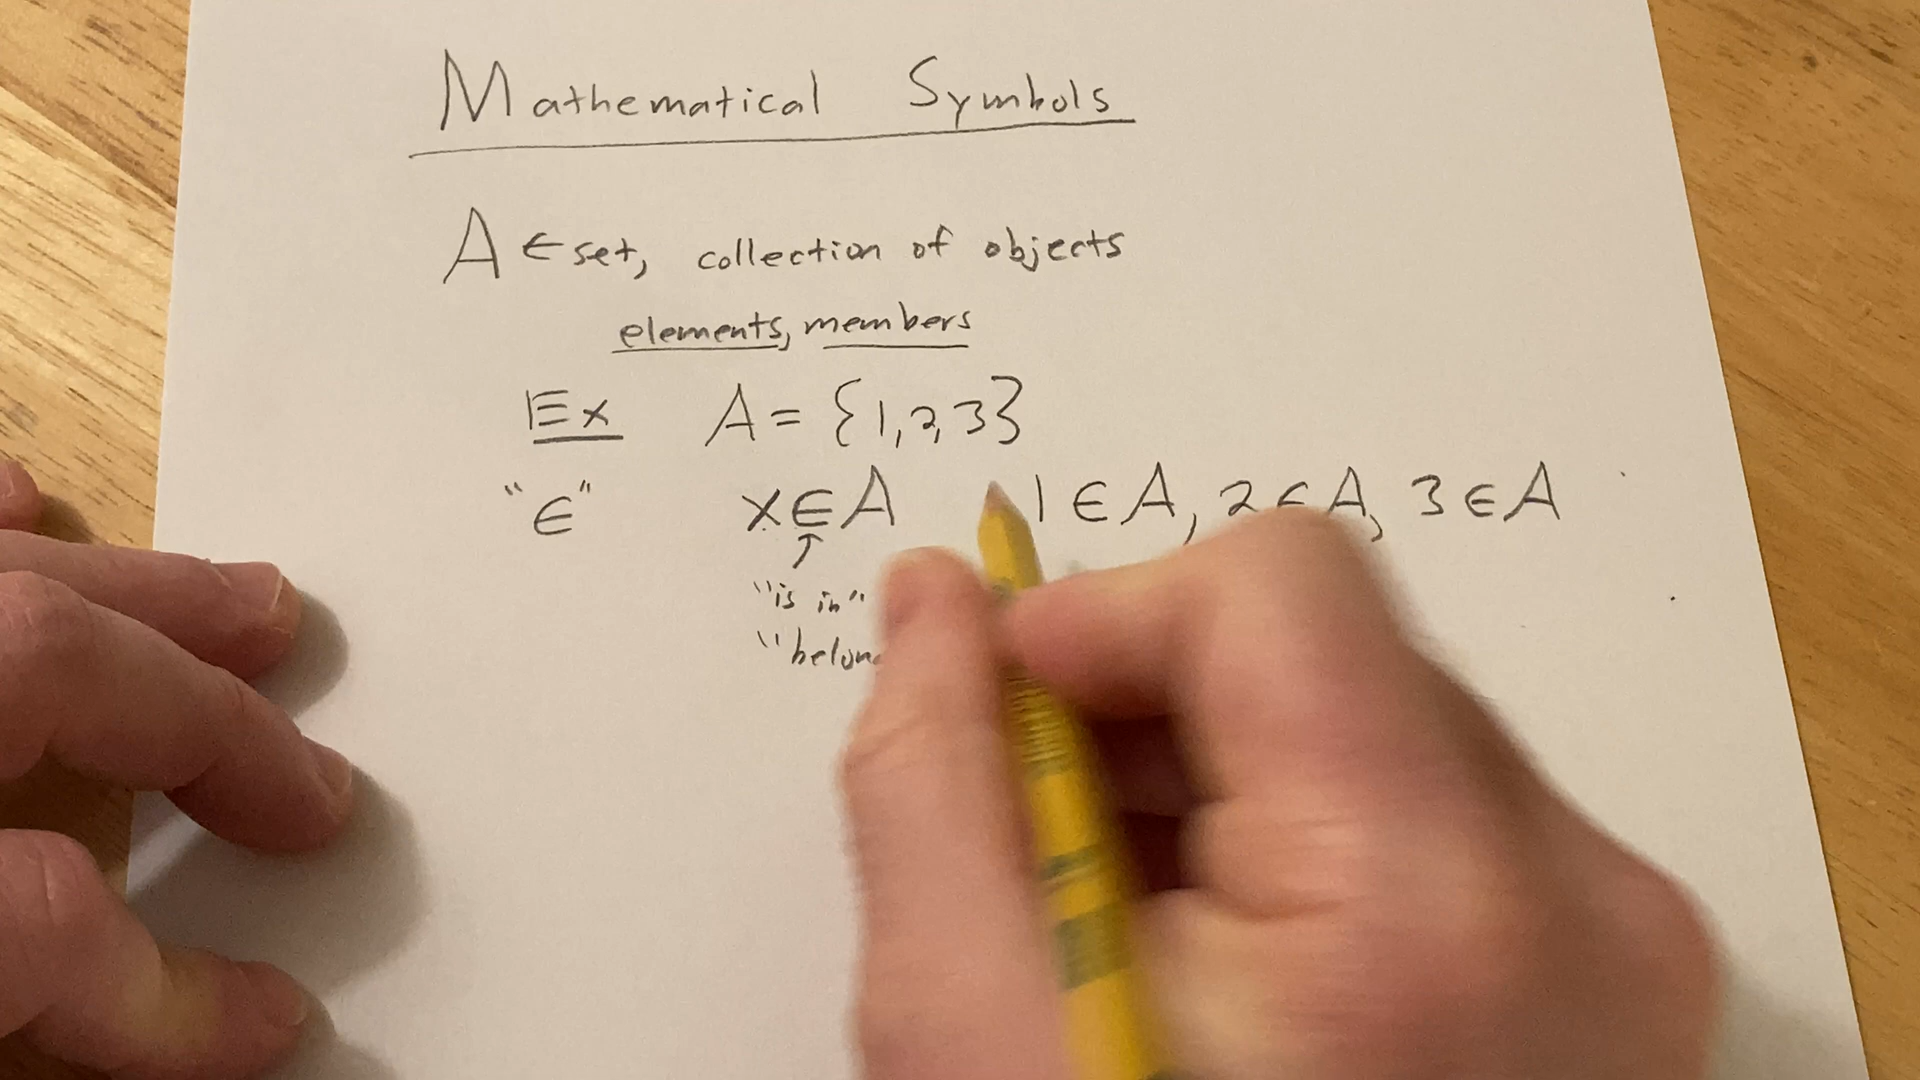 Mathematical Symbols
A ← set, collection of objects
elements, members
Ex A = {1,2,3}
"∈" x ∈ A 1 ∈ A, 2 ∈ A, 3 ∈ A
↑
"is in"